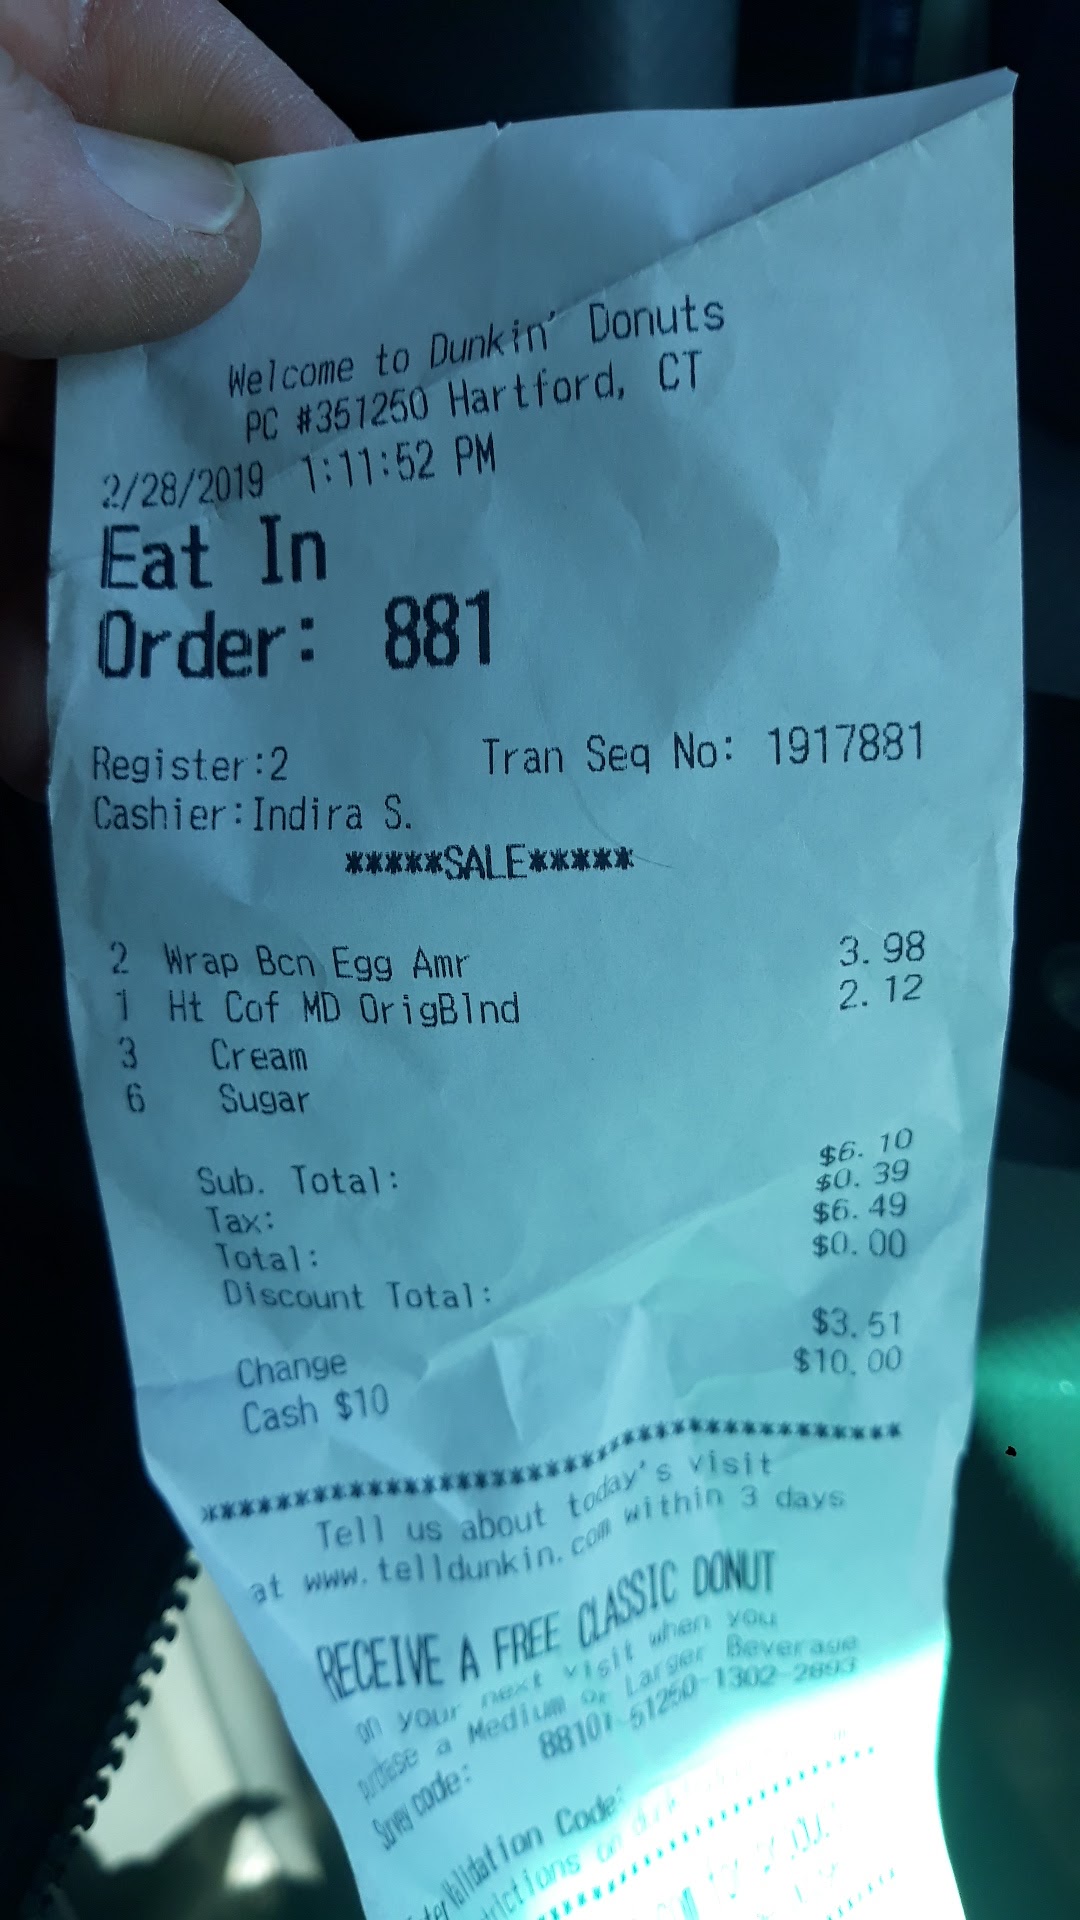 Welcome to Dunkin' Donuts
PC #351250 Hartford, CT
2/28/2019 1:11:52 PM
Eat In
Order: 881
Register:2 Tran Seq No: 1917881
Cashier:Indira S.
*****SALE*****
2 Wrap Bcn Egg Amr 3.98
1 Ht Cof MD OrigBlnd 2.12
3 Cream
6 Sugar
Sub. Total: $6.10
Tax: $0.39
Total: $6.49
Discount Total: $0.00
Change $3.51
Cash $10 $10.00
Tell us about today's visit
at www.telldunkin.com within 3 days
RECEIVE A FREE CLASSIC DONUT
on your next visit when you
purchase a Medium or Larger Beverage
Survey code: 88101-51250-1302-2893
Validation Code: